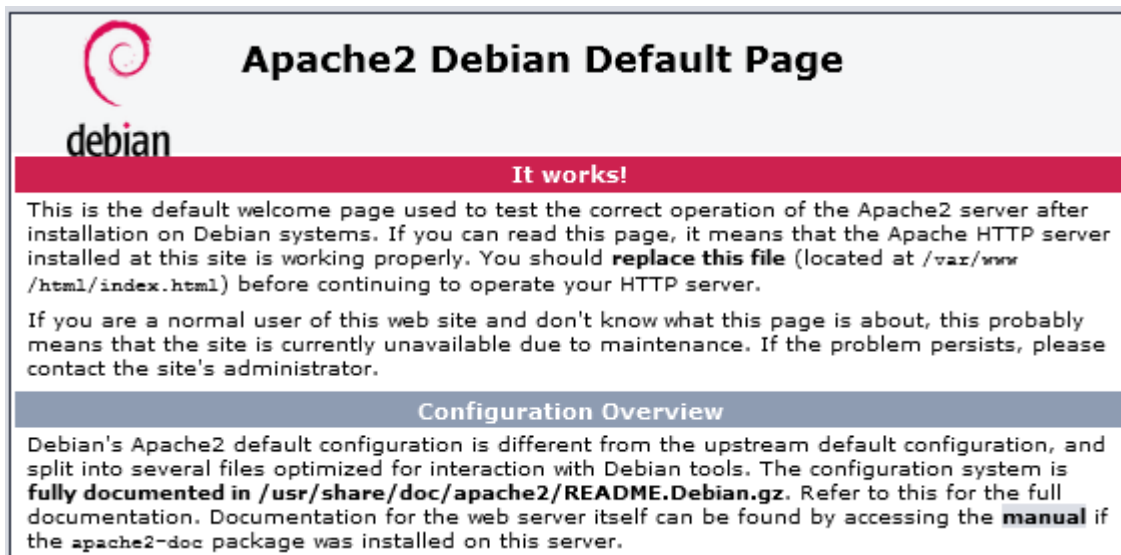 debian
Apache2 Debian Default Page
It works!
This is the default welcome page used to test the correct operation of the Apache2 server after
installation on Debian systems. If you can read this page, it means that the Apache HTTP server
installed at this site is working properly. You should replace this file (located at /var/www
/html/index.html) before continuing to operate your HTTP server.
If you are a normal user of this web site and don't know what this page is about, this probably
means that the site is currently unavailable due to maintenance. If the problem persists, please
contact the site's administrator.
Configuration Overview
Debian's Apache2 default configuration is different from the upstream default configuration, and
split into several files optimized for interaction with Debian tools. The configuration system is
fully documented in /usr/share/doc/apache2/README.Debian.gz. Refer to this for the full
documentation. Documentation for the web server itself can be found by accessing the manual if
the apache2-doc package was installed on this server.